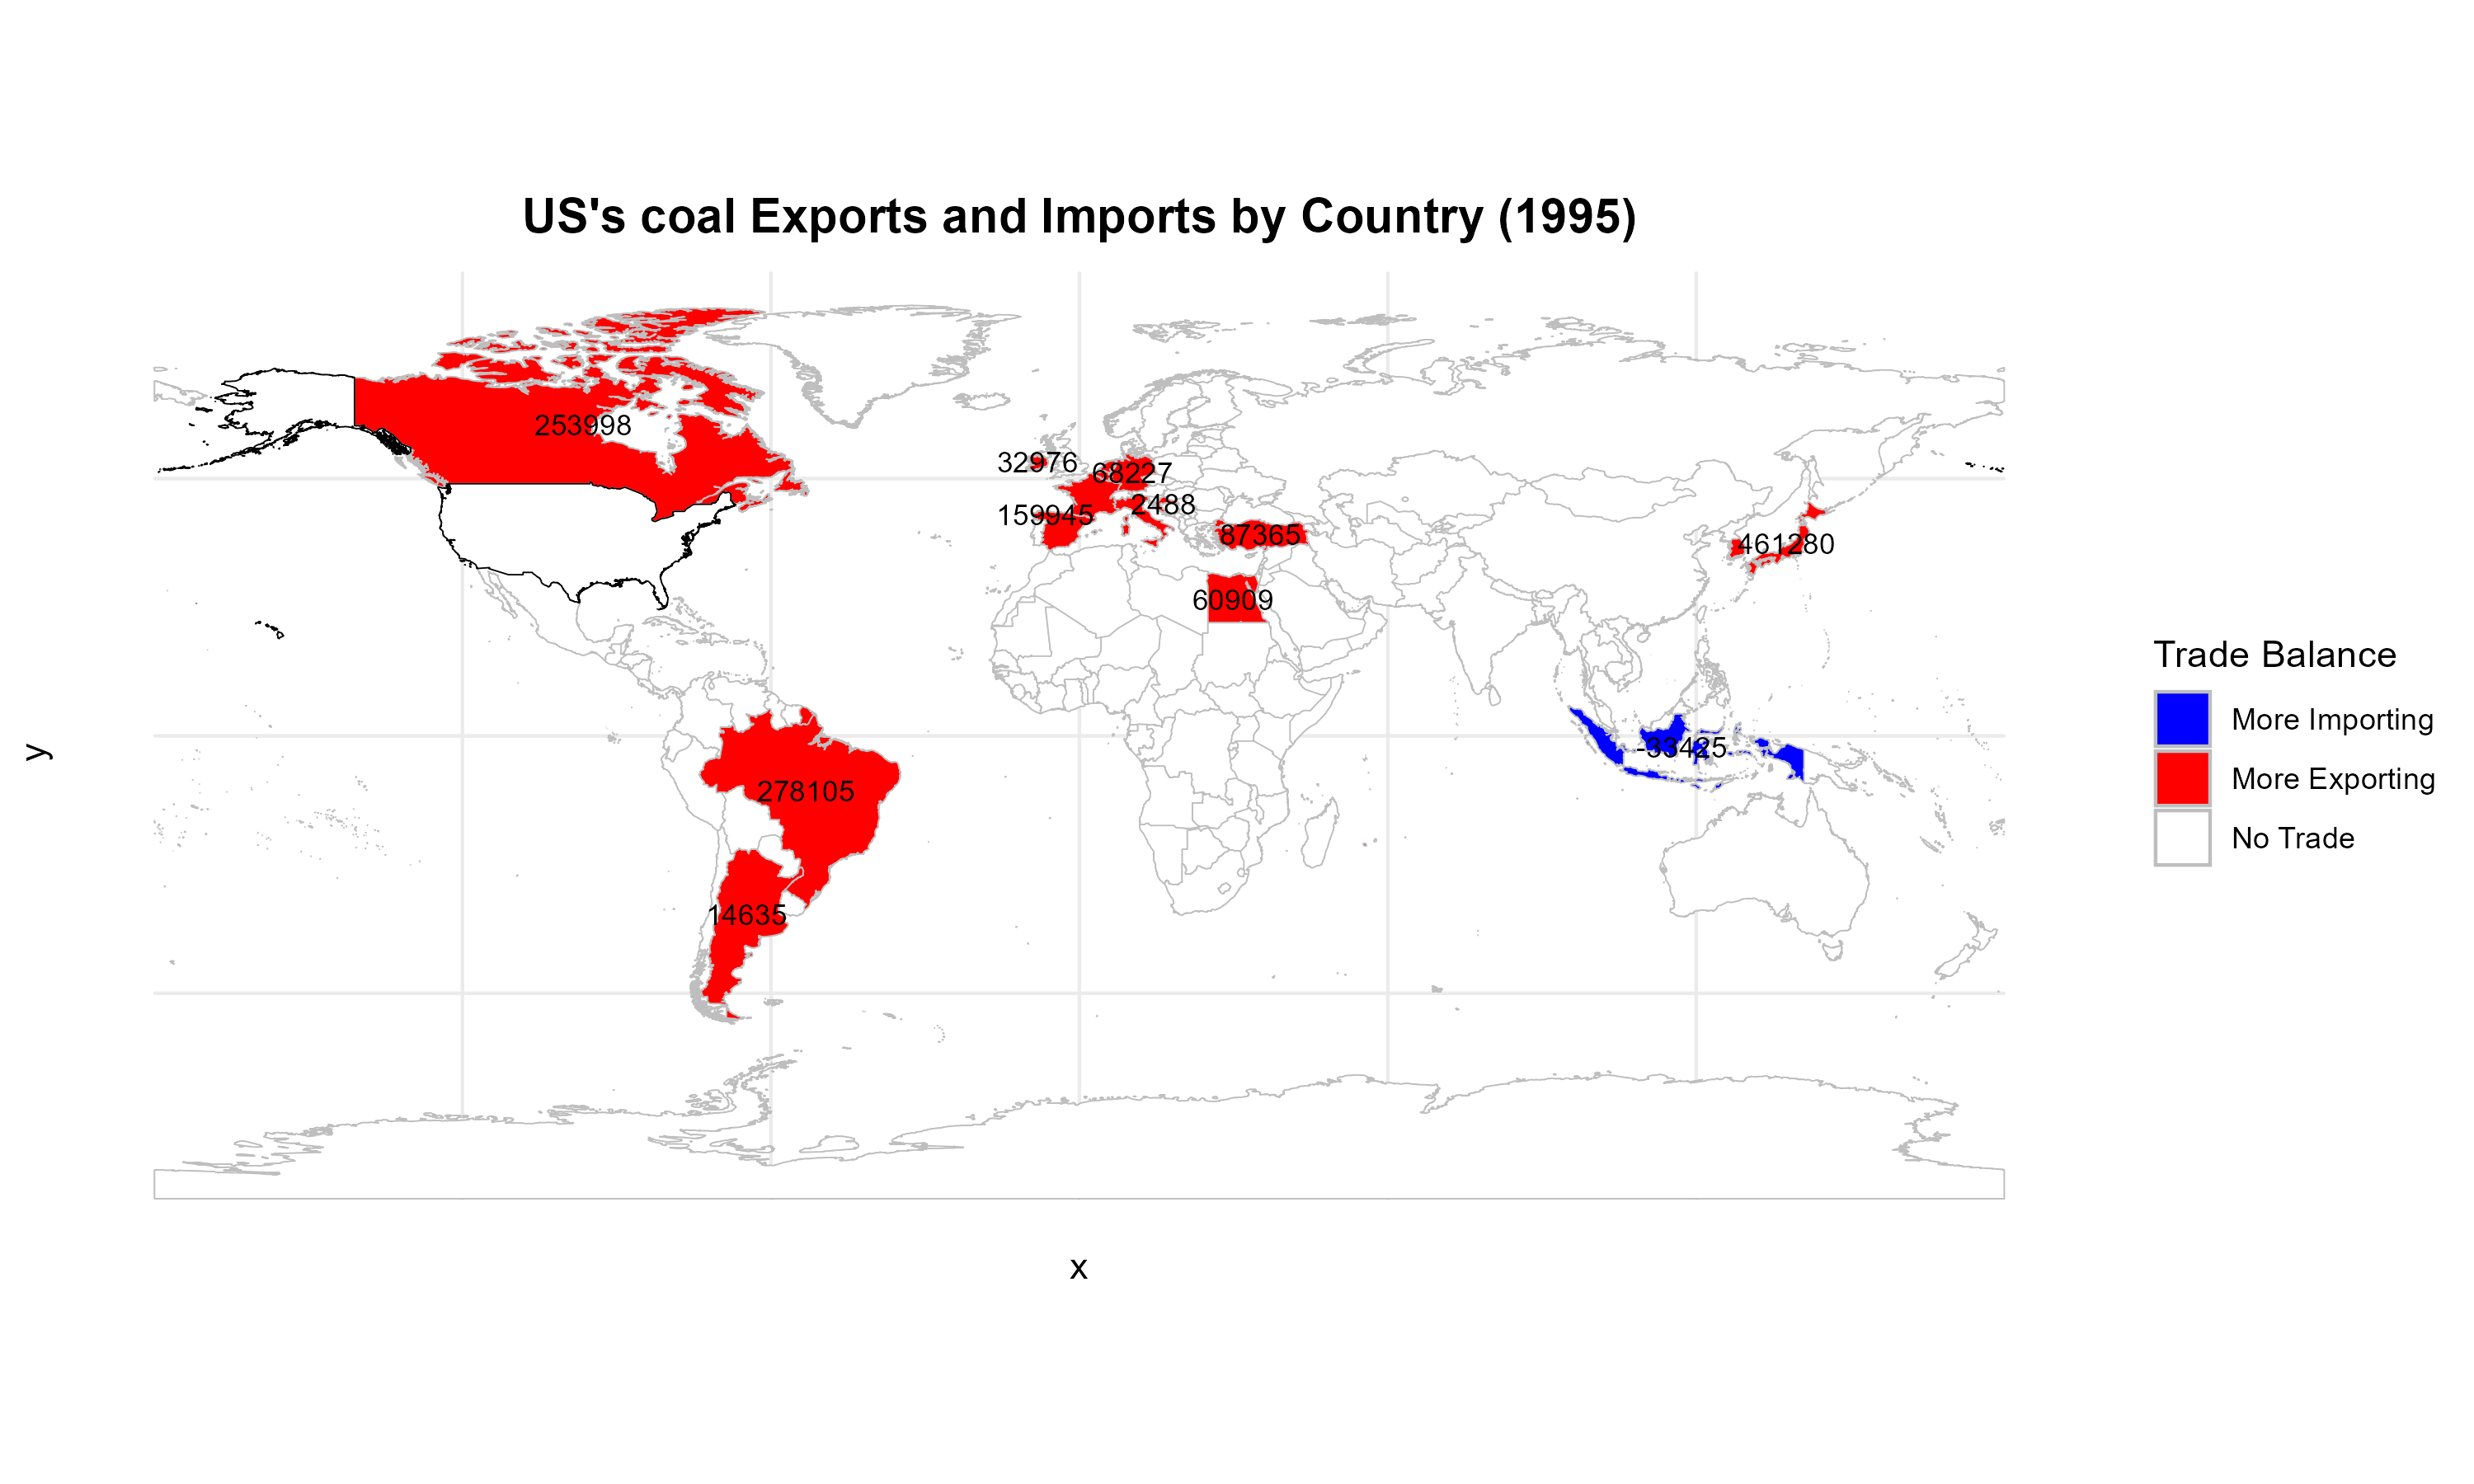 US's coal Exports and Imports by Country (1995)
253998
32976
68227
2488
159945
87365
461280
60909
-33425
278105
14635
Trade Balance
More Importing
More Exporting
No Trade
y
x